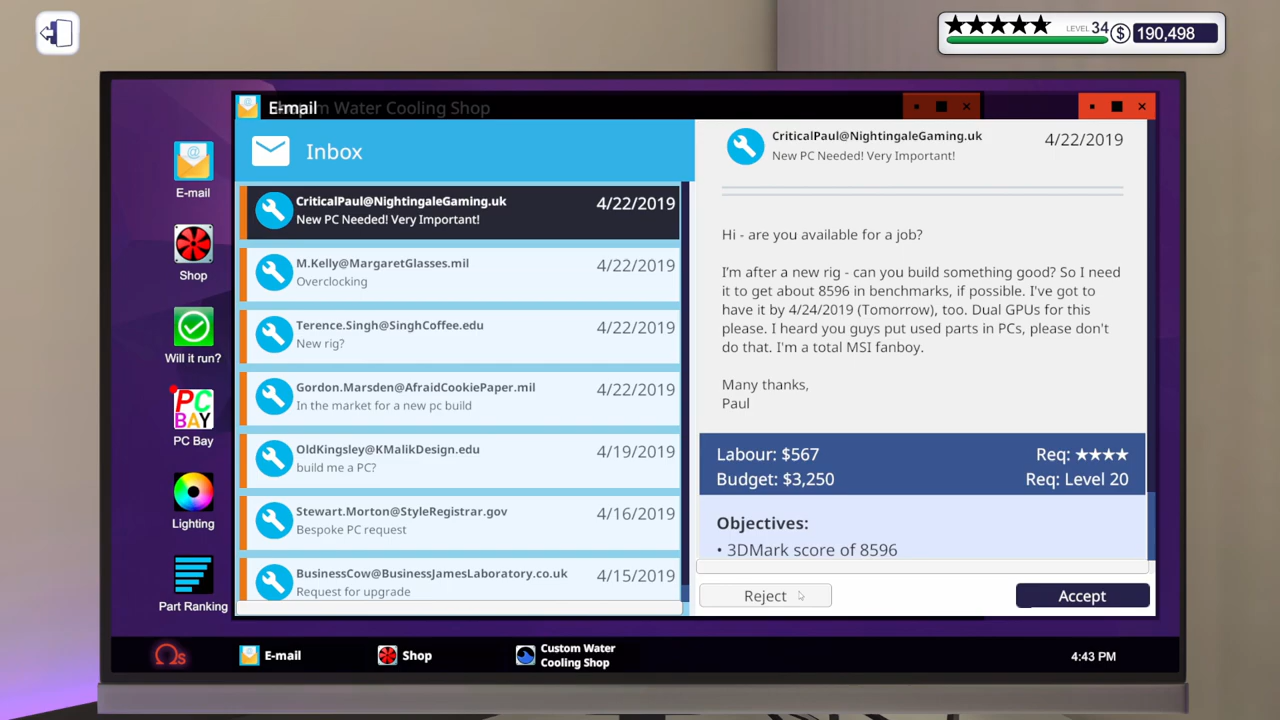 LEVEL 34
$ 190,498
E-mail
Water Cooling Shop
Inbox
CriticalPaul@NightingaleGaming.uk 4/22/2019
New PC Needed! Very Important!
M.Kelly@MargaretGlasses.mil 4/22/2019
Overclocking
Terence.Singh@SinghCoffee.edu 4/22/2019
New rig?
Gordon.Marsden@AfraidCookiePaper.mil 4/22/2019
In the market for a new pc build
OldKingsley@KMalikDesign.edu 4/19/2019
build me a PC?
Stewart.Morton@StyleRegistrar.gov 4/16/2019
Bespoke PC request
BusinessCow@BusinessJamesLaboratory.co.uk 4/15/2019
Request for upgrade
CriticalPaul@NightingaleGaming.uk 4/22/2019
New PC Needed! Very Important!
Hi - are you available for a job?
I'm after a new rig - can you build something good? So I need
it to get about 8596 in benchmarks, if possible. I've got to
have it by 4/24/2019 (Tomorrow), too. Dual GPUs for this
please. I heard you guys put used parts in PCs, please don't
do that. I'm a total MSI fanboy.
Many thanks,
Paul
Labour: $567 Req: ★★★★
Budget: $3,250 Req: Level 20
Objectives:
• 3DMark score of 8596
Reject
Accept
E-mail
Shop
Will it run?
PC
BAY
PC Bay
Lighting
Part Ranking
Ωs
E-mail
Shop
Custom Water
Cooling Shop
4:43 PM